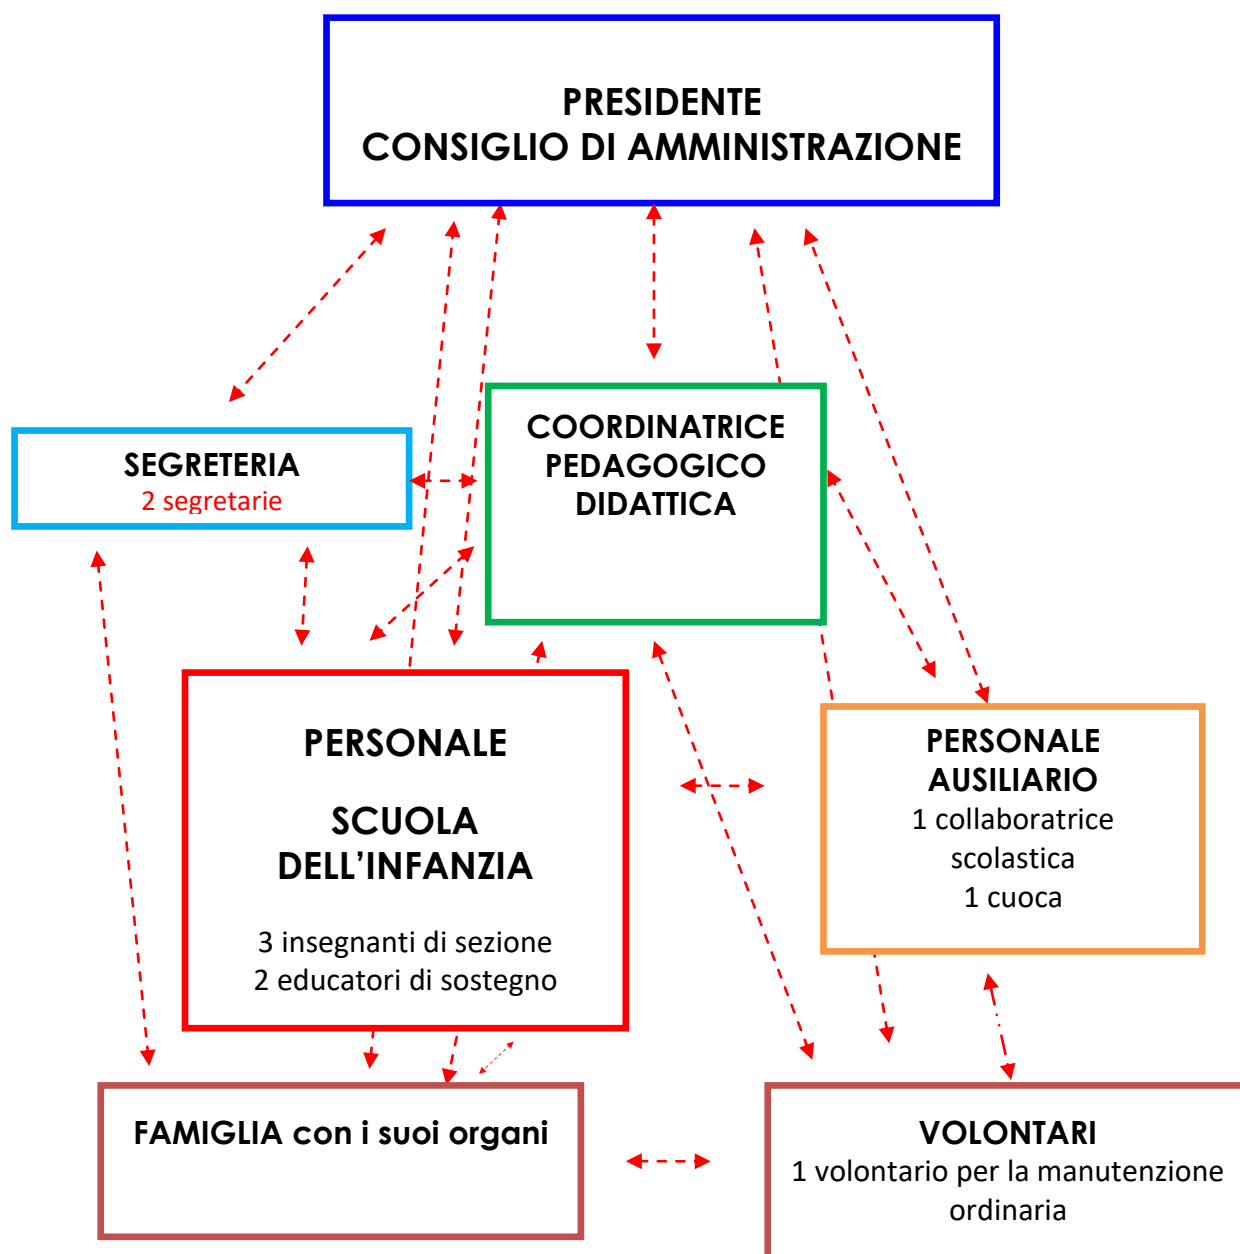 PRESIDENTE
CONSIGLIO DI AMMINISTRAZIONE
SEGRETERIA
2 segretarie
COORDINATRICE
PEDAGOGICO
DIDATTICA
PERSONALE
SCUOLA
DELL’INFANZIA
3 insegnanti di sezione
2 educatori di sostegno
PERSONALE
AUSILIARIO
1 collaboratrice
scolastica
1 cuoca
FAMIGLIA con i suoi organi
VOLONTARI
1 volontario per la manutenzione
ordinaria